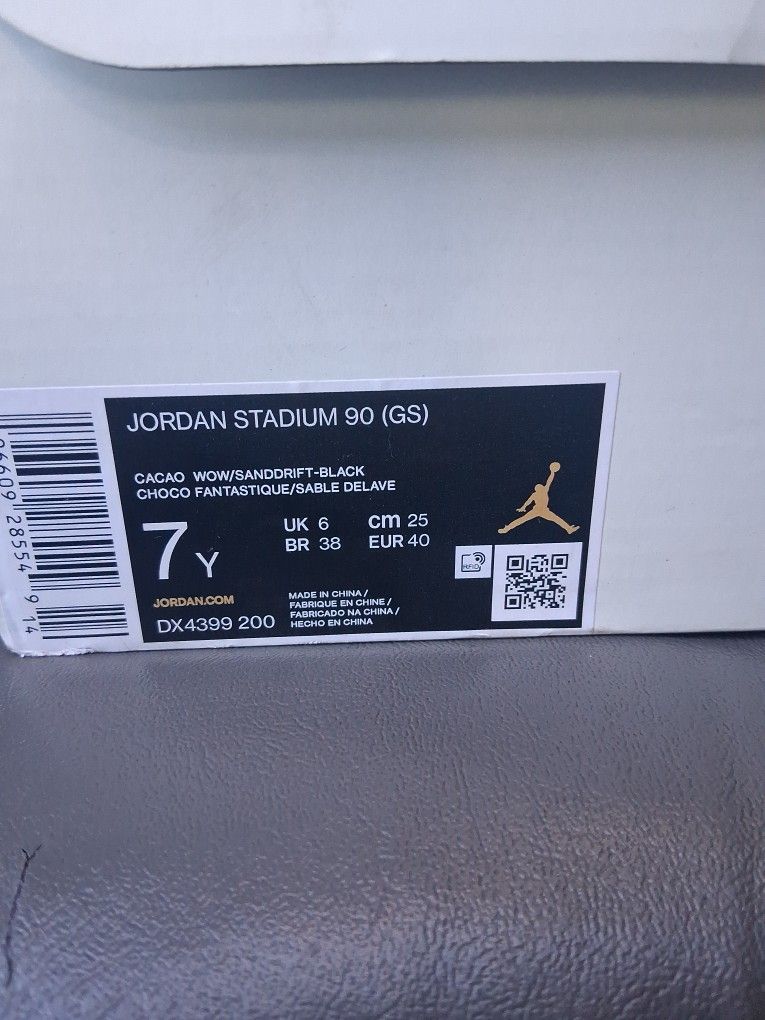 JORDAN STADIUM 90 (GS)
CACAO WOW/SANDDRIFT-BLACK
CHOCO FANTASTIQUE/SABLE DELAVE
7 Y
UK 6 cm 25
BR 38 EUR 40
JORDAN.COM
DX4399 200
MADE IN CHINA /
FABRIQUE EN CHINE /
FABRICADO NA CHINA /
HECHO EN CHINA
RFID
28554 9 14